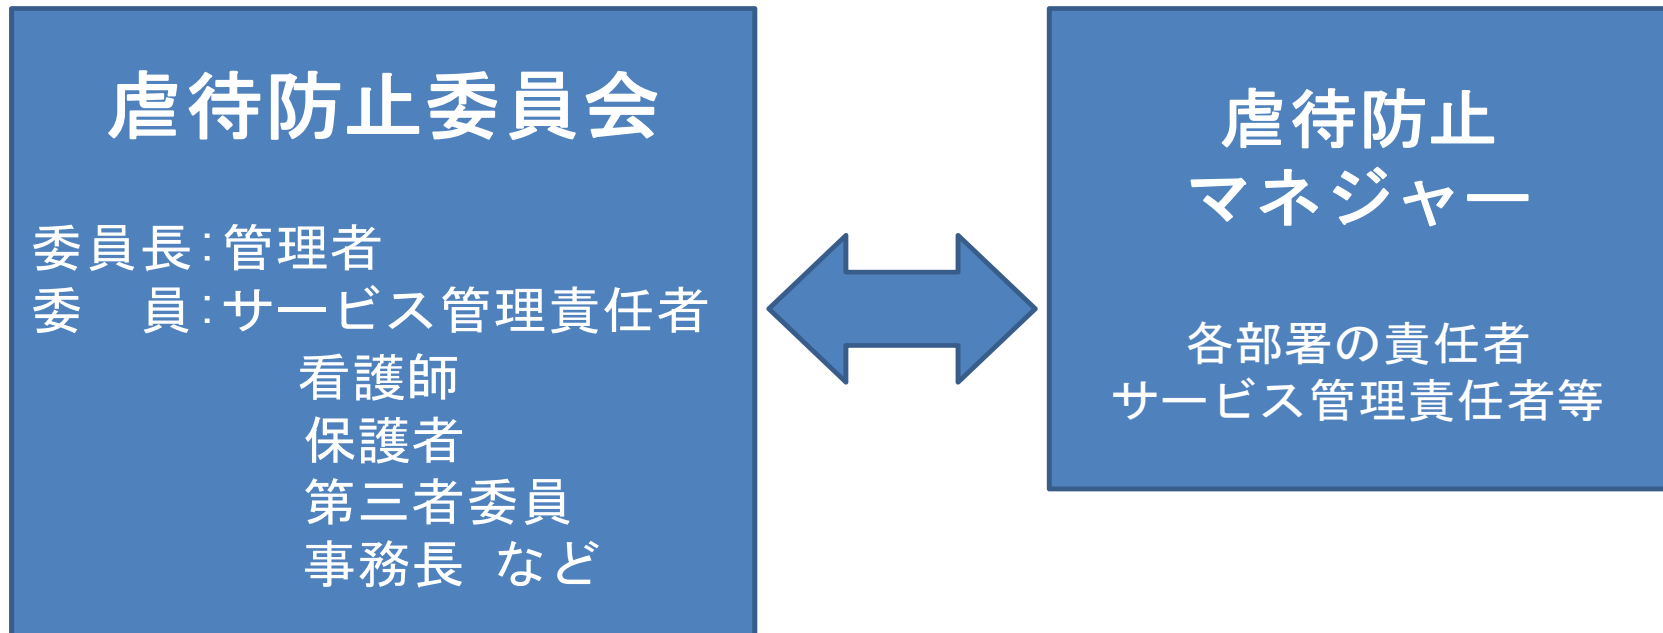 虐待防止委員会
委員長：管理者
委　員：サービス管理責任者
看護師
保護者
第三者委員
事務長 など
虐待防止
マネジャー
各部署の責任者
サービス管理責任者等